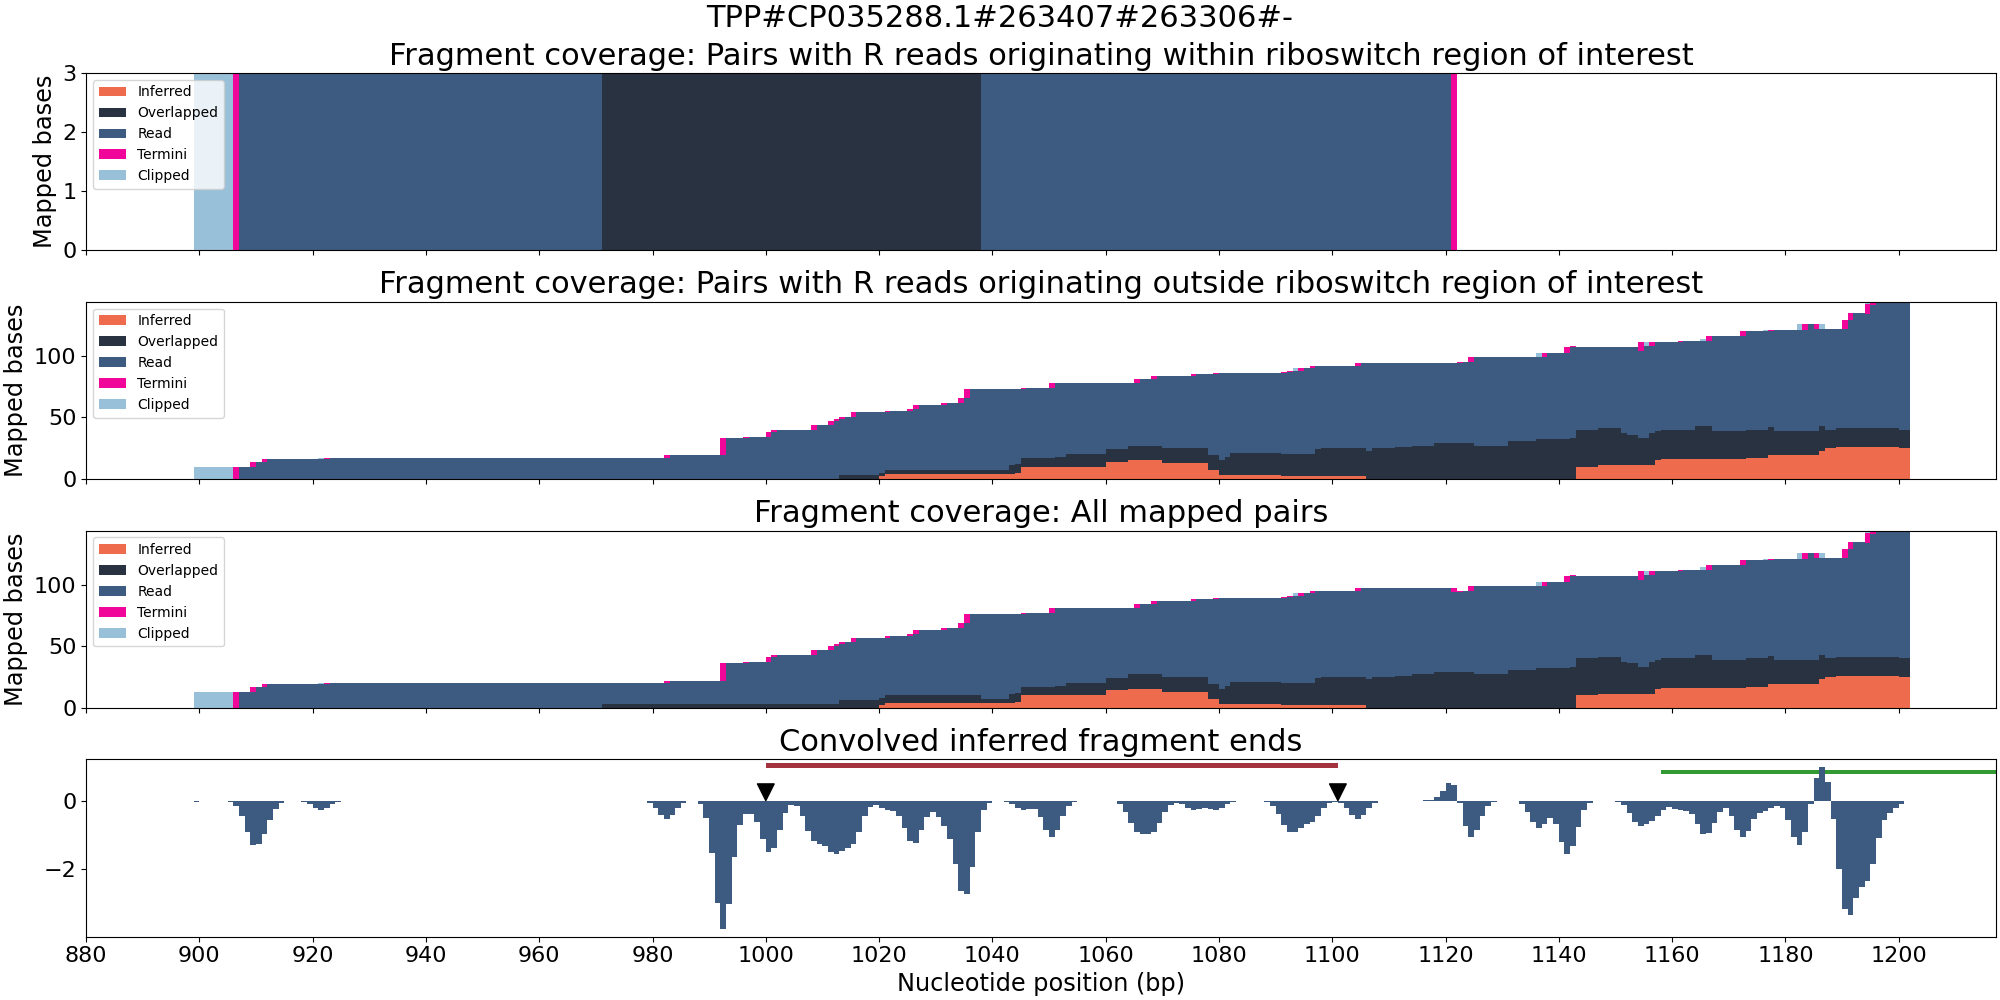 TPP#CP035288.1#263407#263306#-
Fragment coverage: Pairs with R reads originating within riboswitch region of interest
Mapped bases
3
2
1
0
Inferred
Overlapped
Read
Termini
Clipped
Fragment coverage: Pairs with R reads originating outside riboswitch region of interest
Mapped bases
100
50
0
Inferred
Overlapped
Read
Termini
Clipped
Fragment coverage: All mapped pairs
Mapped bases
100
50
0
Inferred
Overlapped
Read
Termini
Clipped
Convolved inferred fragment ends
0
−2
880 900 920 940 960 980 1000 1020 1040 1060 1080 1100 1120 1140 1160 1180 1200
Nucleotide position (bp)